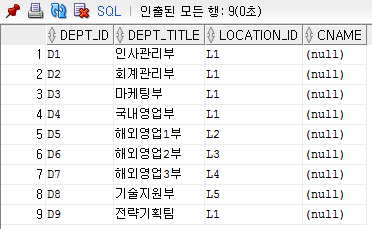 SQL | 인출된 모든 행: 9(0초)
DEPT_ID DEPT_TITLE LOCATION_ID CNAME
1 D1 인사관리부 L1 (null)
2 D2 회계관리부 L1 (null)
3 D3 마케팅부 L1 (null)
4 D4 국내영업부 L1 (null)
5 D5 해외영업1부 L2 (null)
6 D6 해외영업2부 L3 (null)
7 D7 해외영업3부 L4 (null)
8 D8 기술지원부 L5 (null)
9 D9 전략기획팀 L1 (null)